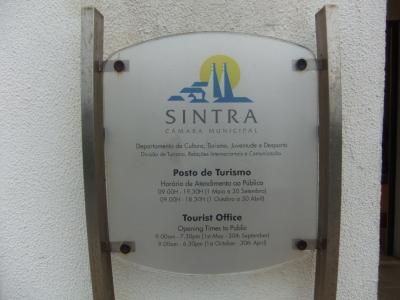 SINTRA
CÂMARA MUNICIPAL
Departamento de Cultura, Turismo, Juventude e Desporto
Divisão de Turismo, Relações Internacionais e Comunicação
Posto de Turismo
Horário de Atendimento ao Público
09.00H - 19.30H (1 Maio a 30 Setembro)
09.00H - 18.30H (1 Outubro a 30 Abril)
Tourist Office
Opening Times to Public
9.00am - 7.30pm (1st May - 30th September)
9.00am - 6.30pm (1st October - 30th April)